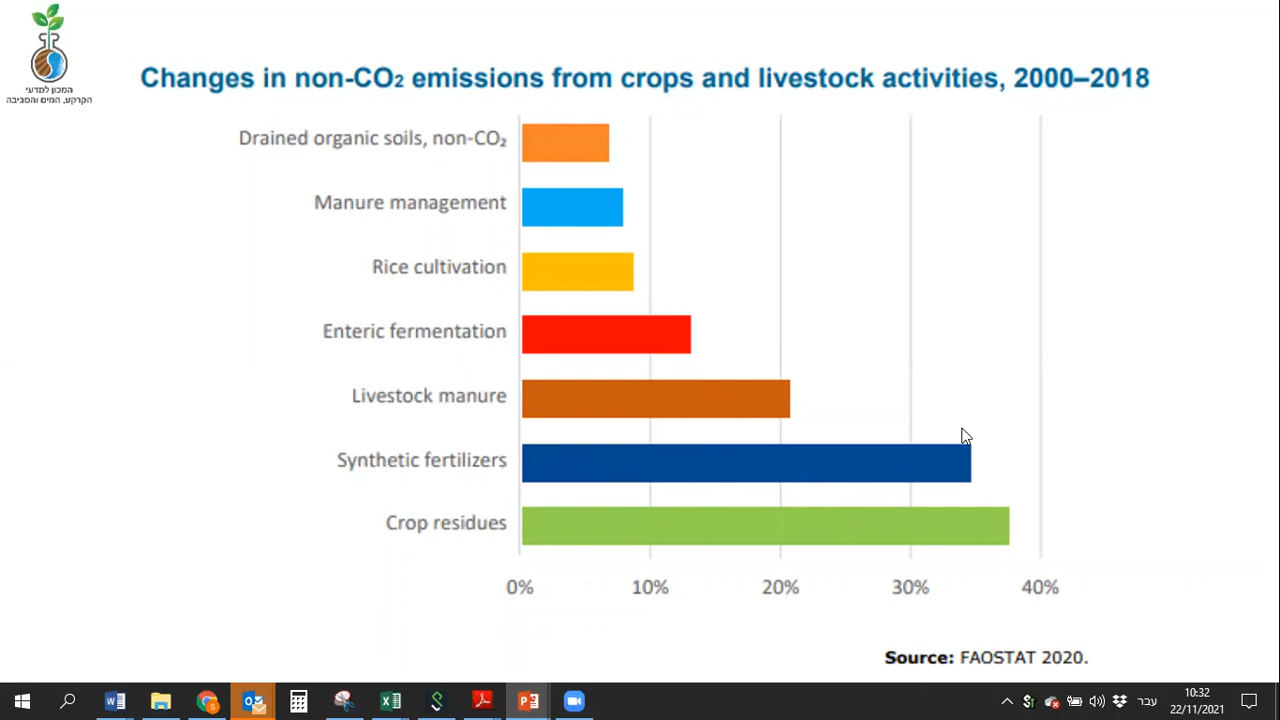 המכון למדעי
הקרקע, המים והסביבה
Changes in non-CO₂ emissions from crops and livestock activities, 2000–2018
Drained organic soils, non-CO₂
Manure management
Rice cultivation
Enteric fermentation
Livestock manure
Synthetic fertilizers
Crop residues
0% 10% 20% 30% 40%
Source: FAOSTAT 2020.
עבר
10:32
22/11/2021